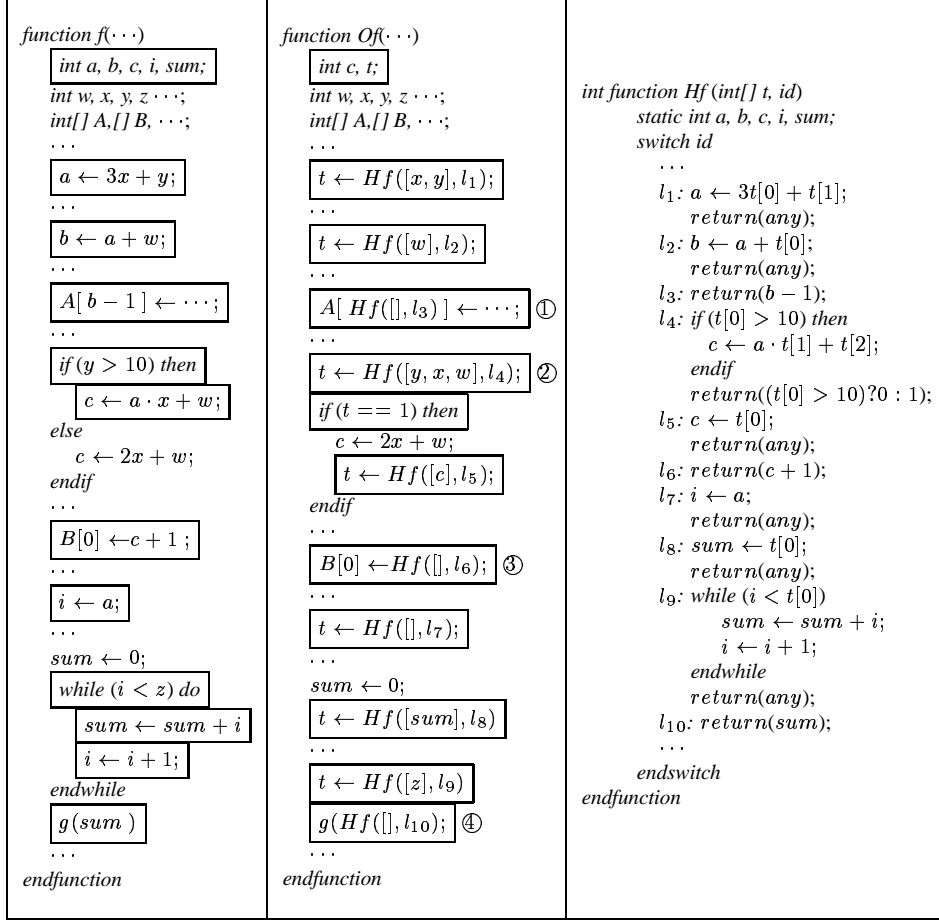 function f(· · ·)
int a, b, c, i, sum;
int w, x, y, z · · ·;
int[] A,[] B, · · ·;
· · ·
a ← 3x + y;
· · ·
b ← a + w;
· · ·
A[ b − 1 ] ← · · ·;
· · ·
if (y > 10) then
c ← a · x + w;
else
c ← 2x + w;
endif
· · ·
B[0] ←c + 1 ;
· · ·
i ← a;
· · ·
sum ← 0;
while (i < z) do
sum ← sum + i
i ← i + 1;
endwhile
g(sum )
· · ·
endfunction
function Of(· · ·)
int c, t;
int w, x, y, z · · ·;
int[] A,[] B, · · ·;
· · ·
t ← Hf([x, y], l₁);
· · ·
t ← Hf([w], l₂);
· · ·
A[ Hf([], l₃) ] ← · · ·; ①
· · ·
t ← Hf([y, x, w], l₄); ②
if (t == 1) then
c ← 2x + w;
t ← Hf([c], l₅);
endif
· · ·
B[0] ←Hf([], l₆); ③
· · ·
t ← Hf([], l₇);
· · ·
sum ← 0;
t ← Hf([sum], l₈)
· · ·
t ← Hf([z], l₉)
g(Hf([], l₁₀); ④
· · ·
endfunction
int function Hf (int[] t, id)
static int a, b, c, i, sum;
switch id
· · ·
l₁: a ← 3t[0] + t[1];
return(any);
l₂: b ← a + t[0];
return(any);
l₃: return(b − 1);
l₄: if (t[0] > 10) then
c ← a · t[1] + t[2];
endif
return((t[0] > 10)?0 : 1);
l₅: c ← t[0];
return(any);
l₆: return(c + 1);
l₇: i ← a;
return(any);
l₈: sum ← t[0];
return(any);
l₉: while (i < t[0])
sum ← sum + i;
i ← i + 1;
endwhile
return(any);
l₁₀: return(sum);
· · ·
endswitch
endfunction